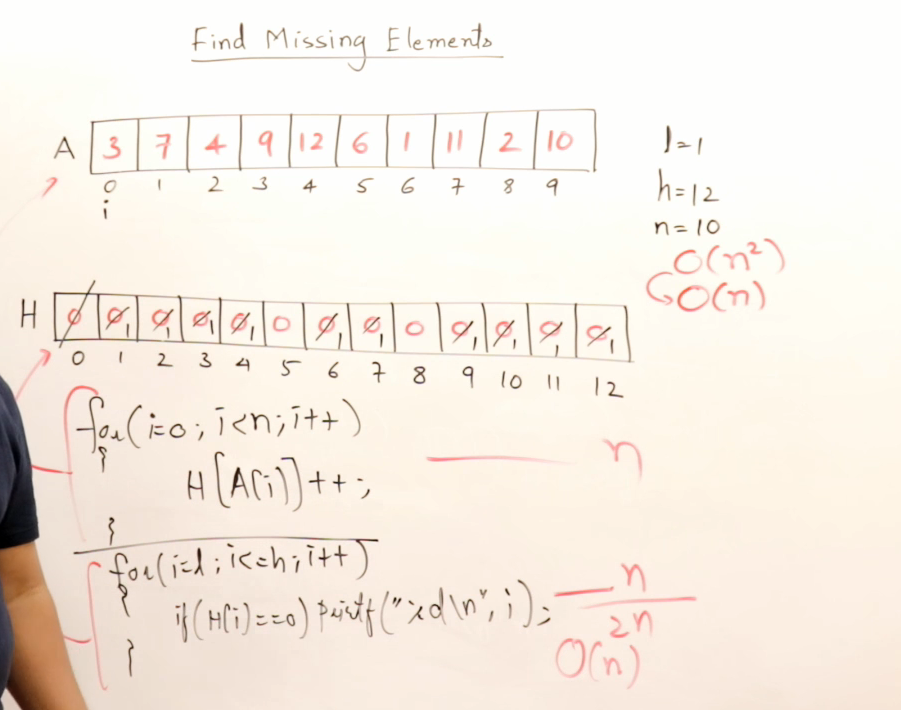 Find Missing Elements
A 3 7 4 9 12 6 1 11 2 10
0 1 2 3 4 5 6 7 8 9
i
l=1
h=12
n=10
O(n²)
O(n)
H 0 0 1 0 1 0 1 0 1 0 0 1 0 1 0 0 1 0 1 0 1 0 1
0 1 2 3 4 5 6 7 8 9 10 11 12
for(i=0; i<n; i++)
{
H[A[i]]++;
n
}
for(i=l; i<=h; i++)
{
if(H[i]==0) printf("%d\n", i);
n
2n
}
O(n)